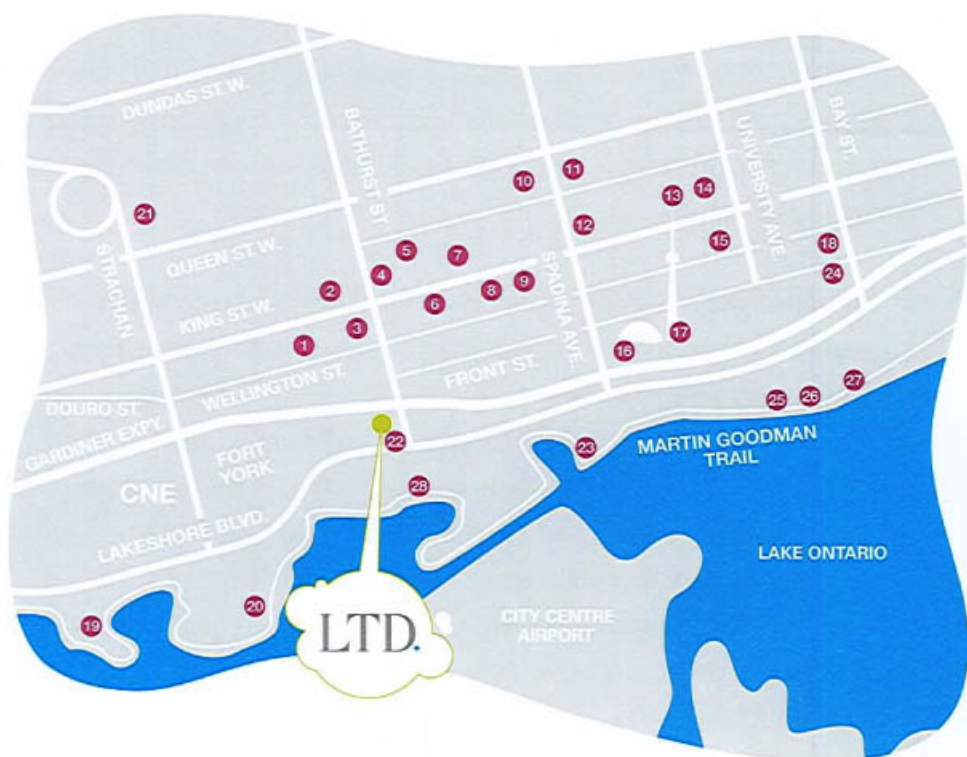 DUNDAS ST. W.
BATHURST ST.
UNIVERSITY AVE.
BAY ST.
11
10
13
14
21
12
15
18
STRACHAN
QUEEN ST. W.
5
7
SPADINA AVE.
4
24
9
2
8
6
KING ST. W.
3
17
1
16
WELLINGTON ST.
FRONT ST.
27
26
25
DOURO ST.
GARDINER EXPY.
22
23
MARTIN GOODMAN
TRAIL
FORT
YORK
28
CNE
LAKESHORE BLVD.
LAKE ONTARIO
20
19
LTD.
CITY CENTRE
AIRPORT